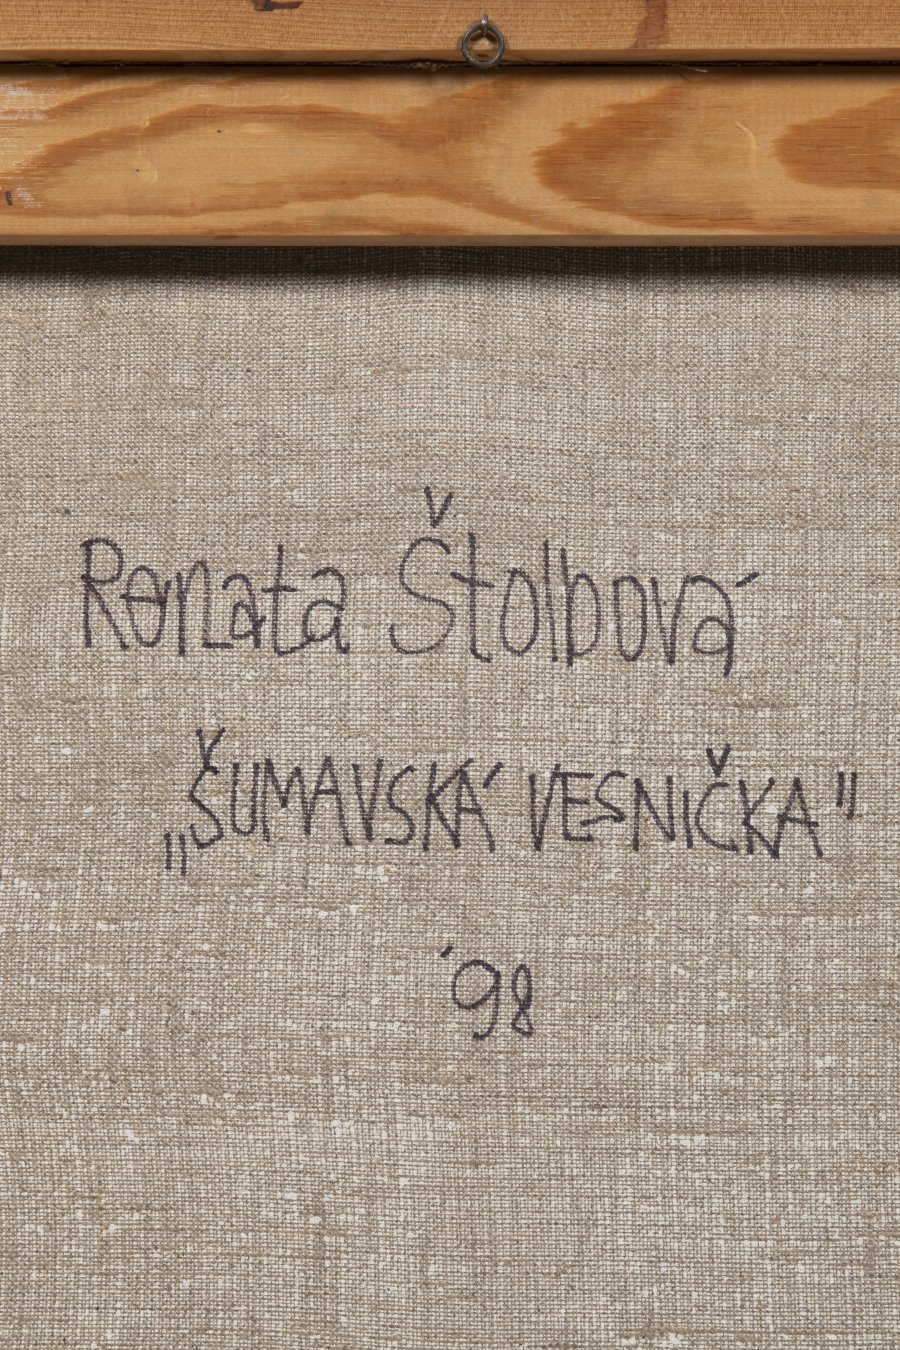 Renata Štolbová
„ŠUMAVSKÁ VESNIČKA"
'98